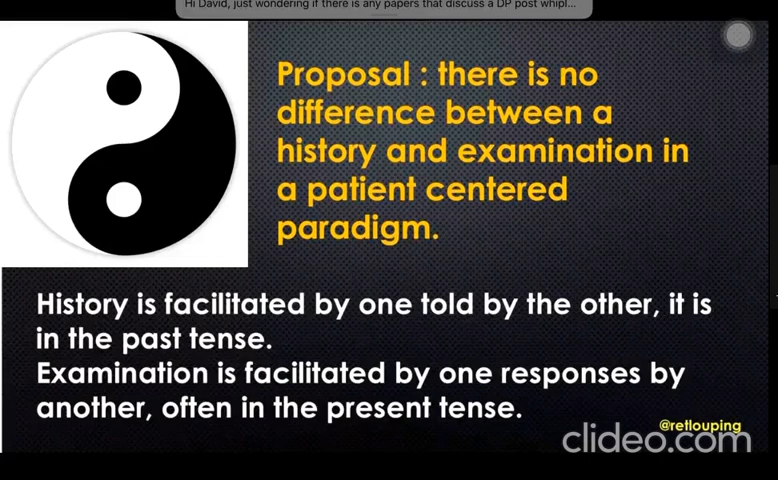 Hi David, just wondering if there is any papers that discuss a DP post whipl...
Proposal : there is no
difference between a
history and examination in
a patient centered
paradigm.
History is facilitated by one told by the other, it is
in the past tense.
Examination is facilitated by one responses by
another, often in the present tense.
@retlouping
clideo.com